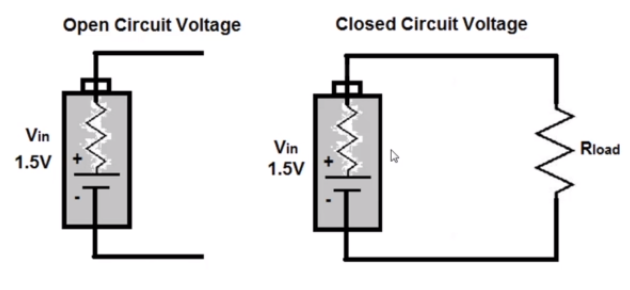 Open Circuit Voltage
Vin
1.5V
+
-
Closed Circuit Voltage
Vin
1.5V
+
-
Rload